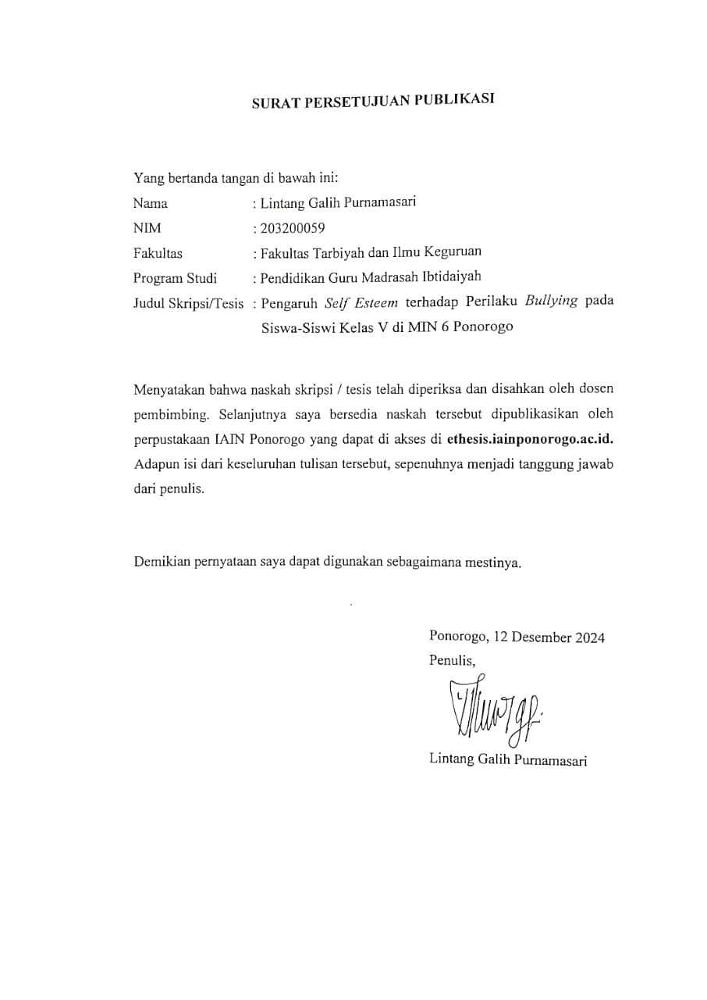 SURAT PERSETUJUAN PUBLIKASI
Yang bertanda tangan di bawah ini:
Nama : Lintang Galih Purnamasari
NIM : 203200059
Fakultas : Fakultas Tarbiyah dan Ilmu Keguruan
Program Studi : Pendidikan Guru Madrasah Ibtidaiyah
Judul Skripsi/Tesis : Pengaruh Self Esteem terhadap Perilaku Bullying pada
Siswa-Siswi Kelas V di MIN 6 Ponorogo
Menyatakan bahwa naskah skripsi / tesis telah diperiksa dan disahkan oleh dosen
pembimbing. Selanjutnya saya bersedia naskah tersebut dipublikasikan oleh
perpustakaan IAIN Ponorogo yang dapat di akses di ethesis.iainponorogo.ac.id.
Adapun isi dari keseluruhan tulisan tersebut, sepenuhnya menjadi tanggung jawab
dari penulis.
Demikian pernyataan saya dapat digunakan sebagaimana mestinya.
Ponorogo, 12 Desember 2024
Penulis,
Lintang Galih Purnamasari